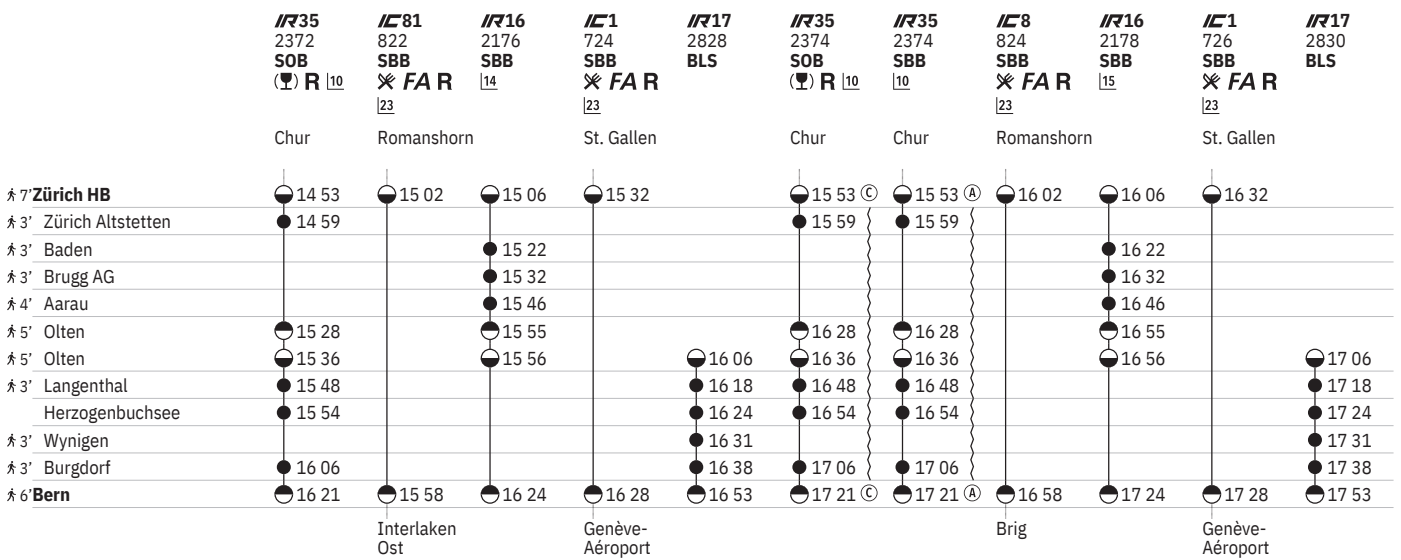 IR35 IC81 IR16 IC1 IR17 IR35 IR35 IC8 IR16 IC1 IR17
2372 822 2176 724 2828 2374 2374 824 2178 726 2830
SOB SBB SBB SBB BLS SOB SBB SBB SBB SBB BLS
R 10 FA R 14 FA R R 10 10 FA R 15 FA R
23 23 23 23
Chur Romanshorn St. Gallen Chur Chur Romanshorn St. Gallen
7’ Zürich HB 14 53 15 02 15 06 15 32 15 53 C 15 53 A 16 02 16 06 16 32
3’ Zürich Altstetten 14 59 15 59 15 59
3’ Baden 15 22 16 22
3’ Brugg AG 15 32 16 32
4’ Aarau 15 46 16 46
5’ Olten 15 28 15 55 16 28 16 28 16 55
5’ Olten 15 36 15 56 16 06 16 36 16 36 16 56 17 06
3’ Langenthal 15 48 16 18 16 48 16 48 17 18
Herzogenbuchsee 15 54 16 24 16 54 16 54 17 24
3’ Wynigen 16 31 17 31
3’ Burgdorf 16 06 16 38 17 06 17 06 17 38
6’ Bern 16 21 15 58 16 24 16 28 16 53 17 21 C 17 21 A 16 58 17 24 17 28 17 53
Interlaken Genève- Brig Genève-
Ost Aéroport Aéroport